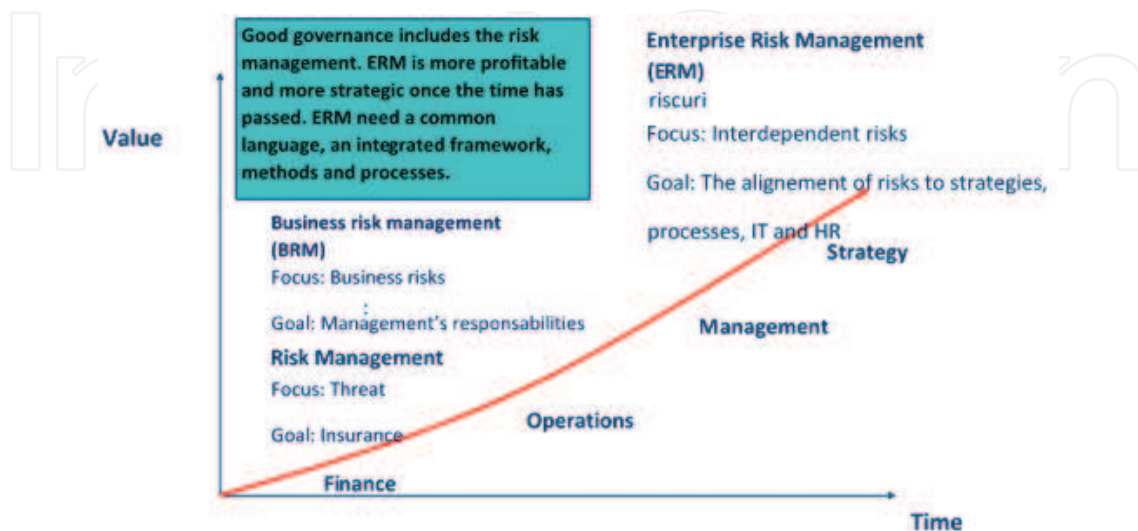 Good governance includes the risk
management. ERM is more profitable
and more strategic once the time has
passed. ERM need a common
language, an integrated framework,
methods and processes.
Enterprise Risk Management
(ERM)
riscuri
Focus: Interdependent risks
Goal: The alignement of risks to strategies,
processes, IT and HR
Value
Business risk management
(BRM)
Focus: Business risks
:
Goal: Management's responsabilities
Risk Management
Focus: Threat
Goal: Insurance
Strategy
Management
Operations
Finance
Time